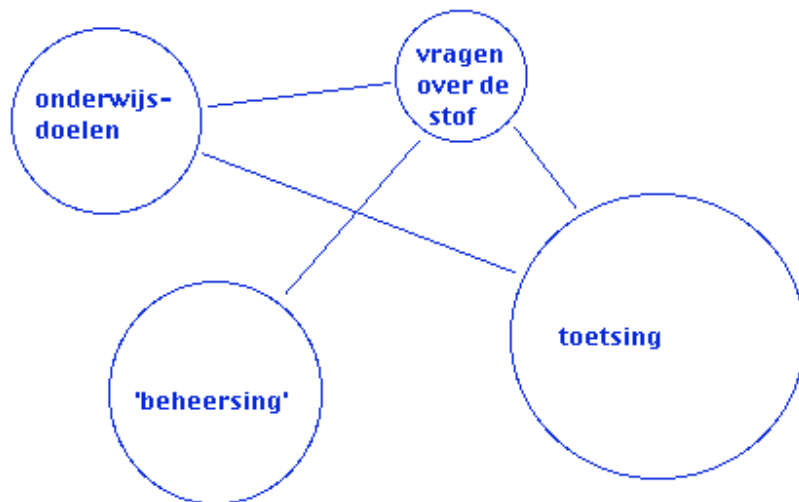 onderwijs-
doelen
vragen
over de
stof
toetsing
'beheersing'